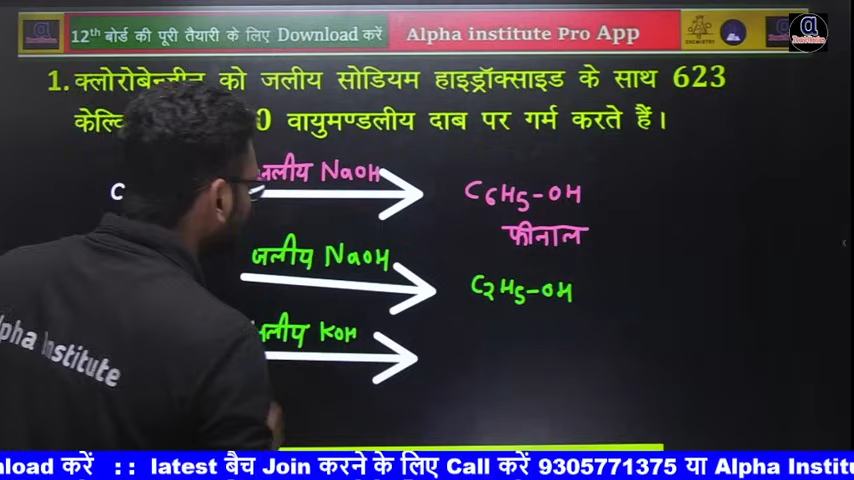 12th बोर्ड की पूरी तैयारी के लिए Download करें
Alpha institute Pro App
CHEMISTRY
1. क्लोरोबेन्जीन को जलीय सोडियम हाइड्रॉक्साइड के साथ 623
0 वायुमण्डलीय दाब पर गर्म करते हैं।
जलीय NaOH
C6H5-OH
फीनाल
जलीय NaOH
C2H5-OH
जलीय KOH
Institute
load करें :: latest बैच Join करने के लिए Call करें 9305771375 या Alpha Institu